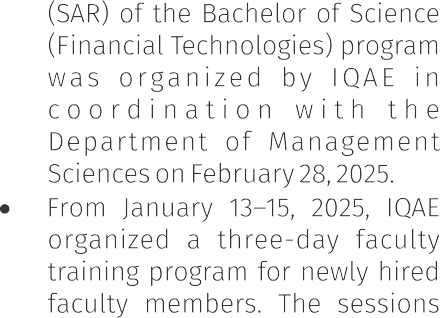 (SAR) of the Bachelor of Science
(Financial Technologies) program
was organized by IQAE in
coordination with the
Department of Management
Sciences on February 28, 2025.
• From January 13–15, 2025, IQAE
organized a three-day faculty
training program for newly hired
faculty members. The sessions